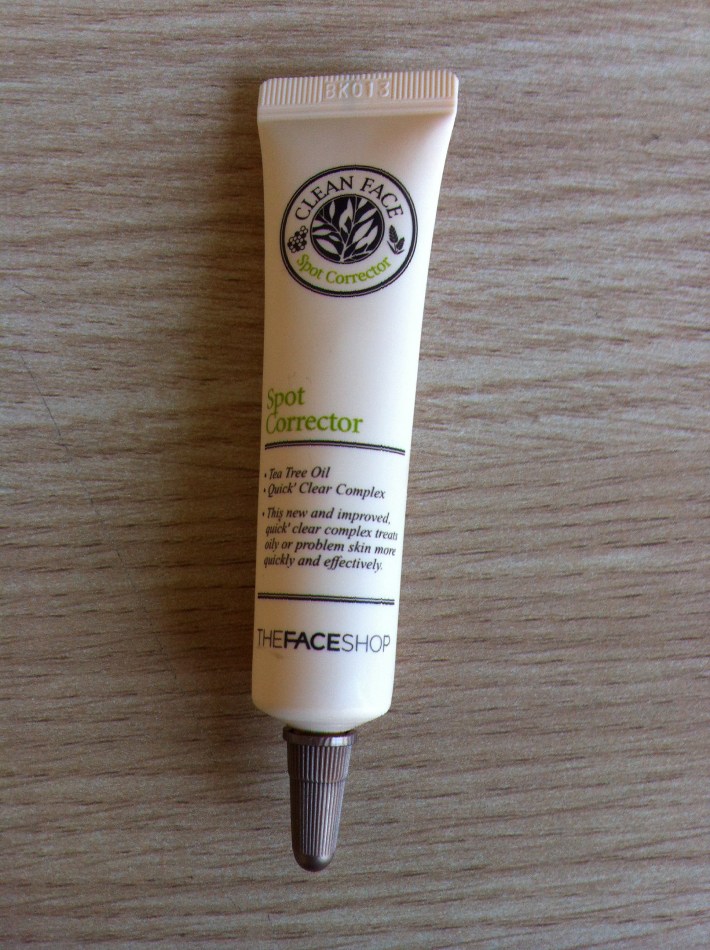 BK013
CLEAN FACE
Spot Corrector
Spot
Corrector
• Tea Tree Oil
• Quick' Clear Complex
• This new and improved,
quick' clear complex treats
oily or problem skin more
quickly and effectively.
THEFACESHOP